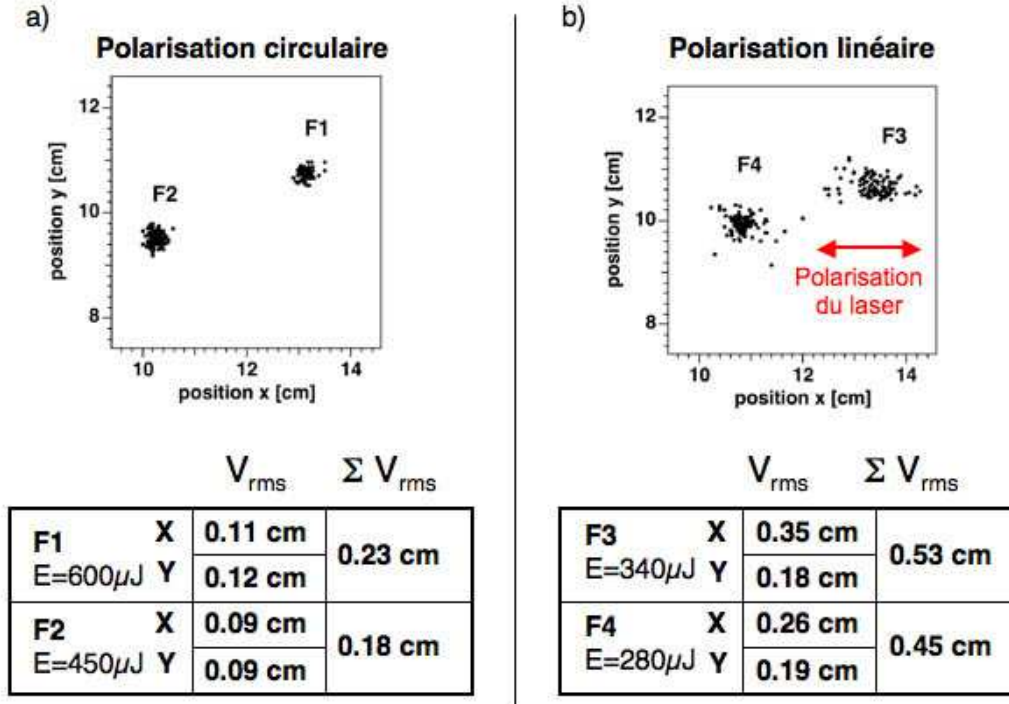 a)
Polarisation circulaire
12
10
8
10 12 14
position y [cm]
position x [cm]
F1
F2
V_rms Σ V_rms
F1 X 0.11 cm 0.23 cm
E=600µJ Y 0.12 cm
F2 X 0.09 cm 0.18 cm
E=450µJ Y 0.09 cm
b)
Polarisation linéaire
12
10
8
10 12 14
position y [cm]
position x [cm]
F3
F4
Polarisation
du laser
V_rms Σ V_rms
F3 X 0.35 cm 0.53 cm
E=340µJ Y 0.18 cm
F4 X 0.26 cm 0.45 cm
E=280µJ Y 0.19 cm